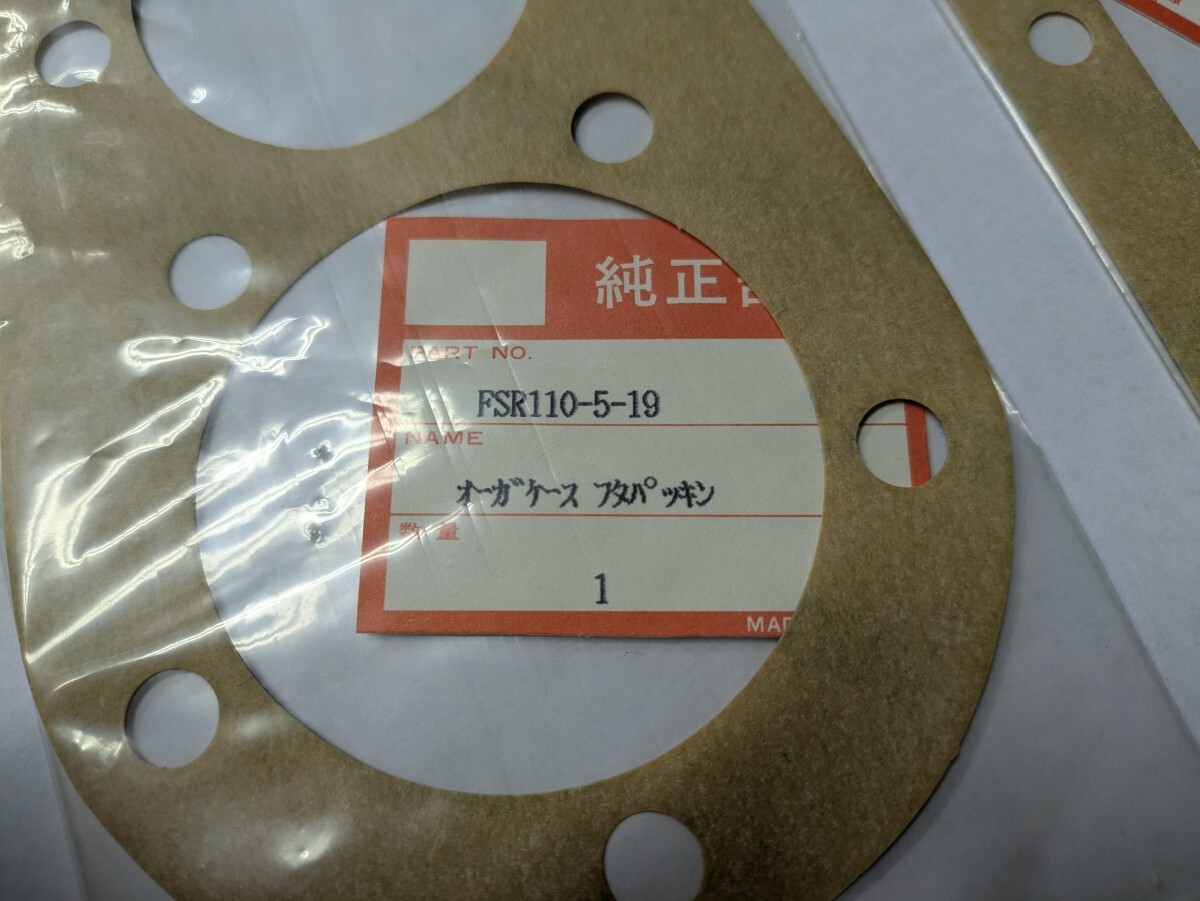 純正
PART NO.
FSR110-5-19
NAME
オーガケース フタパッキン
数量
1
MAD